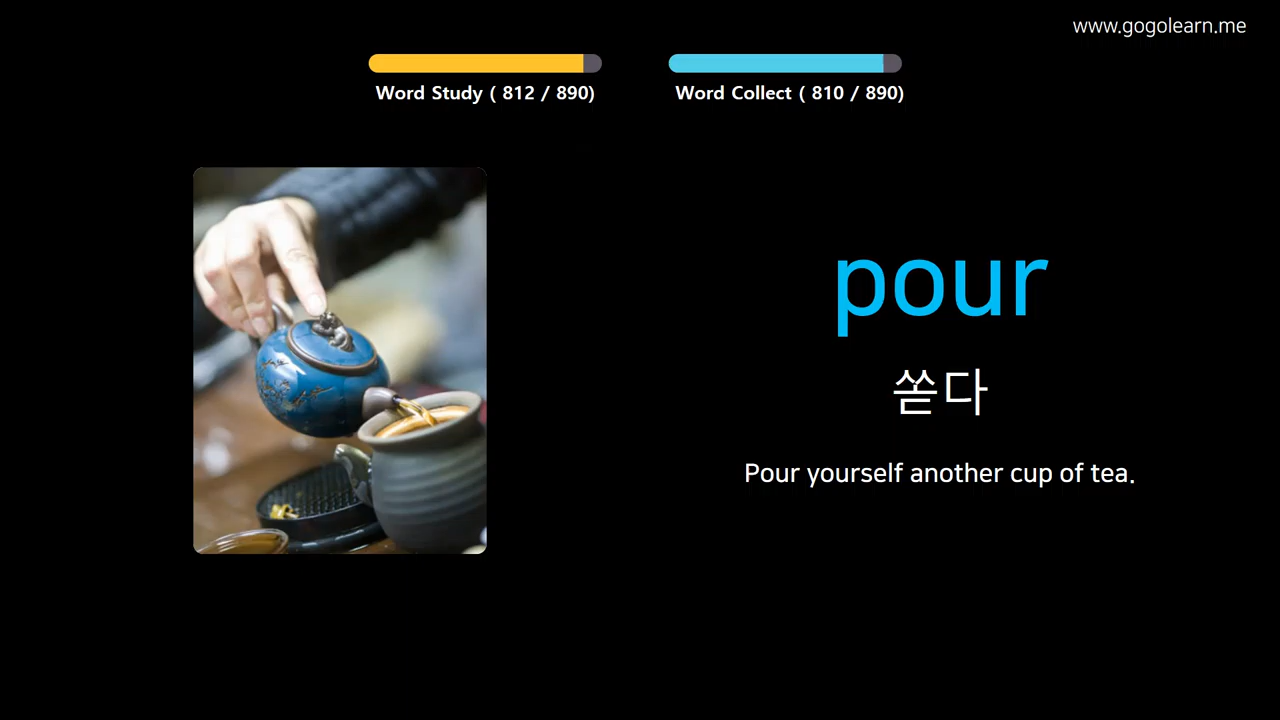 www.gogolearn.me
Word Study ( 812 / 890)
Word Collect ( 810 / 890)
pour
쏟다
Pour yourself another cup of tea.